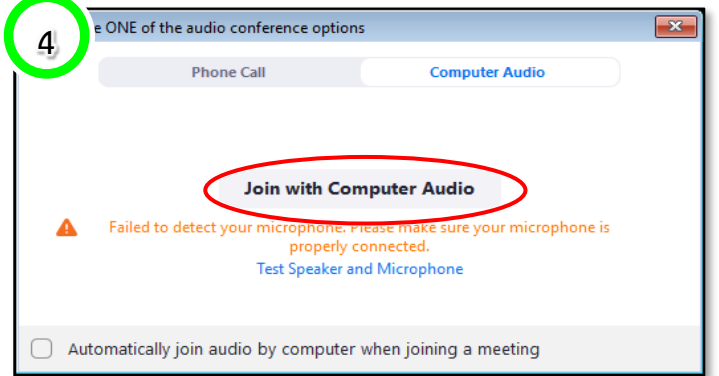 4
e ONE of the audio conference options
Phone Call
Computer Audio
Join with Computer Audio
Failed to detect your microphone. Please make sure your microphone is
properly connected.
Test Speaker and Microphone
Automatically join audio by computer when joining a meeting